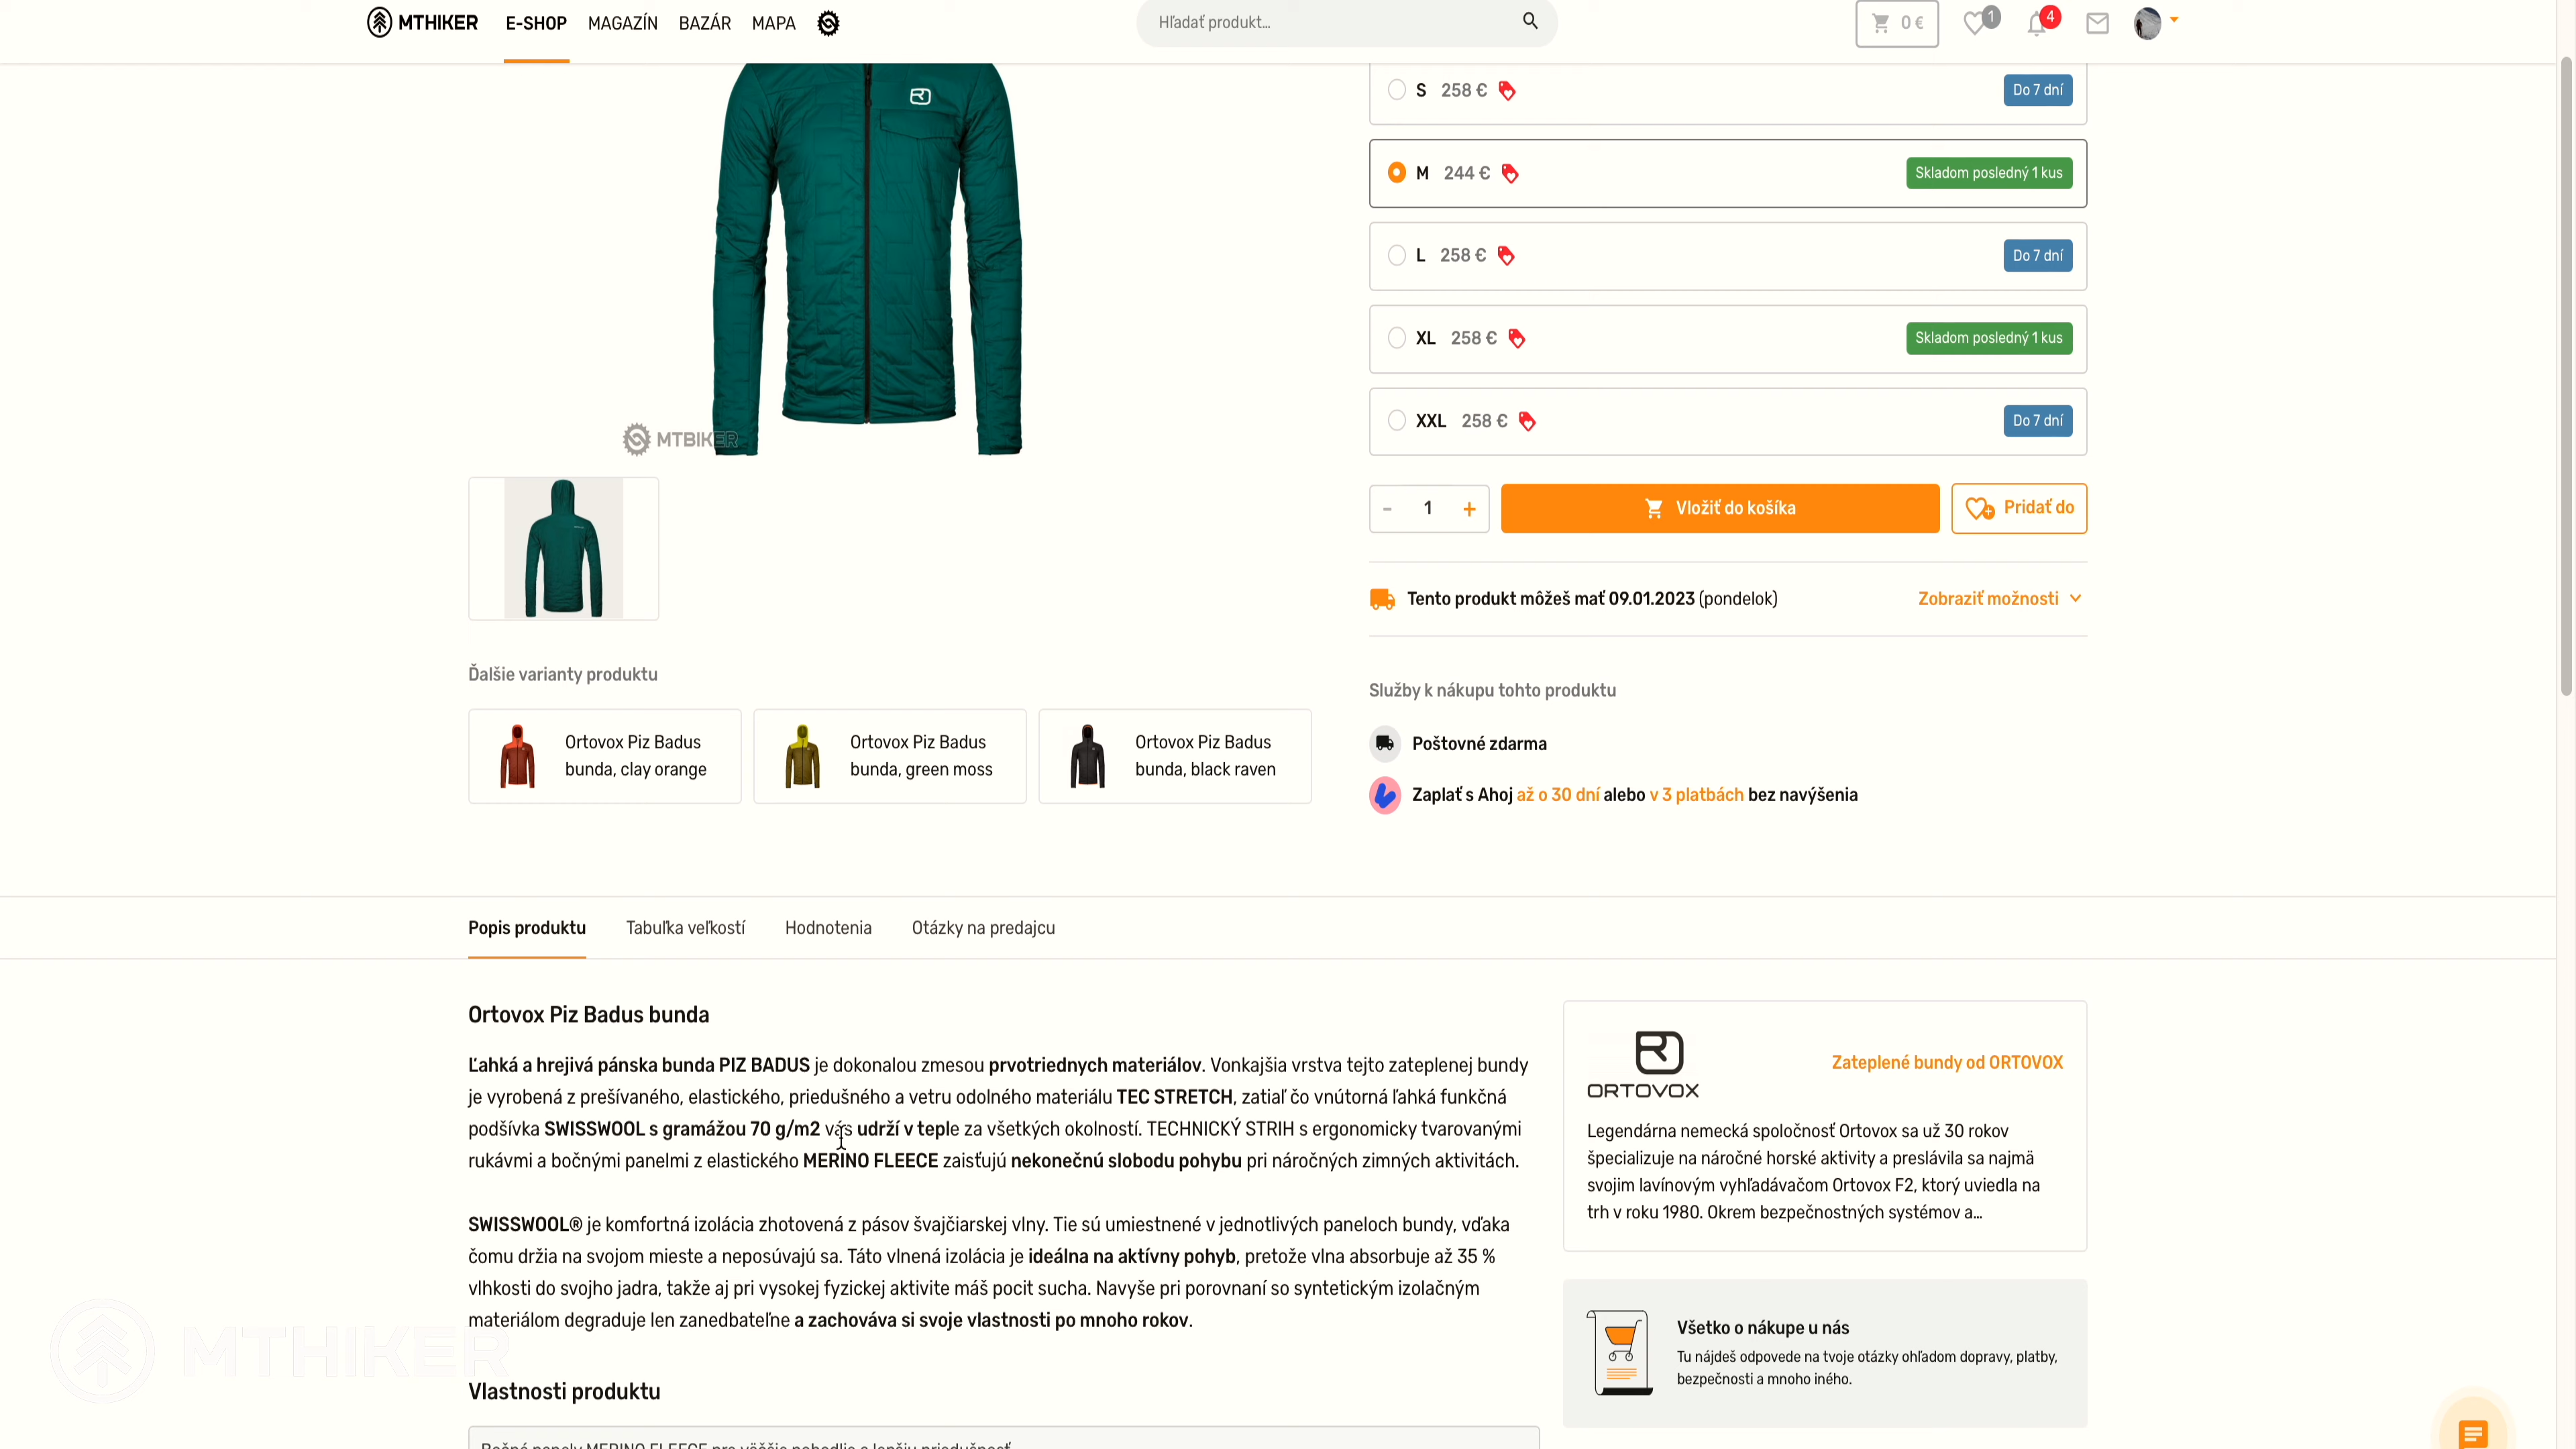 MTHIKER E-SHOP MAGAZÍN BAZÁR MAPA Hľadať produkt... 0 € 1 4
S 258 € Do 7 dní
M 244 € Skladom posledný 1 kus
L 258 € Do 7 dní
XL 258 € Skladom posledný 1 kus
XXL 258 € Do 7 dní
MTBIKER
- 1 + Vložiť do košíka Pridať do
Tento produkt môžeš mať 09.01.2023 (pondelok) Zobraziť možnosti
Ďalšie varianty produktu
Ortovox Piz Badus
bunda, clay orange
Ortovox Piz Badus
bunda, green moss
Ortovox Piz Badus
bunda, black raven
Služby k nákupu tohto produktu
Poštovné zdarma
Zaplať s Ahoj až o 30 dní alebo v 3 platbách bez navýšenia
Popis produktu Tabuľka veľkostí Hodnotenia Otázky na predajcu
Ortovox Piz Badus bunda
Ľahká a hrejivá pánska bunda PIZ BADUS je dokonalou zmesou prvotriednych materiálov. Vonkajšia vrstva tejto zateplenej bundy
je vyrobená z prešívaného, elastického, priedušného a vetru odolného materiálu TEC STRETCH, zatiaľ čo vnútorná ľahká funkčná
podšívka SWISSWOOL s gramážou 70 g/m2 vás udrží v teple za všetkých okolností. TECHNICKÝ STRIH s ergonomicky tvarovanými
rukávmi a bočnými panelmi z elastického MERINO FLEECE zaisťujú nekonečnú slobodu pohybu pri náročných zimných aktivitách.
SWISSWOOL® je komfortná izolácia zhotovená z pásov švajčiarskej vlny. Tie sú umiestnené v jednotlivých paneloch bundy, vďaka
čomu držia na svojom mieste a neposúvajú sa. Táto vlnená izolácia je ideálna na aktívny pohyb, pretože vlna absorbuje až 35 %
vlhkosti do svojho jadra, takže aj pri vysokej fyzickej aktivite máš pocit sucha. Navyše pri porovnaní so syntetickým izolačným
materiálom degraduje len zanedbateľne a zachováva si svoje vlastnosti po mnoho rokov.
MTHIKER
Vlastnosti produktu
Bočné panely MERINO FLEECE pre väčšie pohodlie a lepšiu priedušnosť
ORTOVOX
Zateplené bundy od ORTOVOX
Legendárna nemecká spoločnosť Ortovox sa už 30 rokov
špecializuje na náročné horské aktivity a preslávila sa najmä
svojim lavínovým vyhľadávačom Ortovox F2, ktorý uviedla na
trh v roku 1980. Okrem bezpečnostných systémov a...
Všetko o nákupe u nás
Tu nájdeš odpovede na tvoje otázky ohľadom dopravy, platby,
bezpečnosti a mnoho iného.